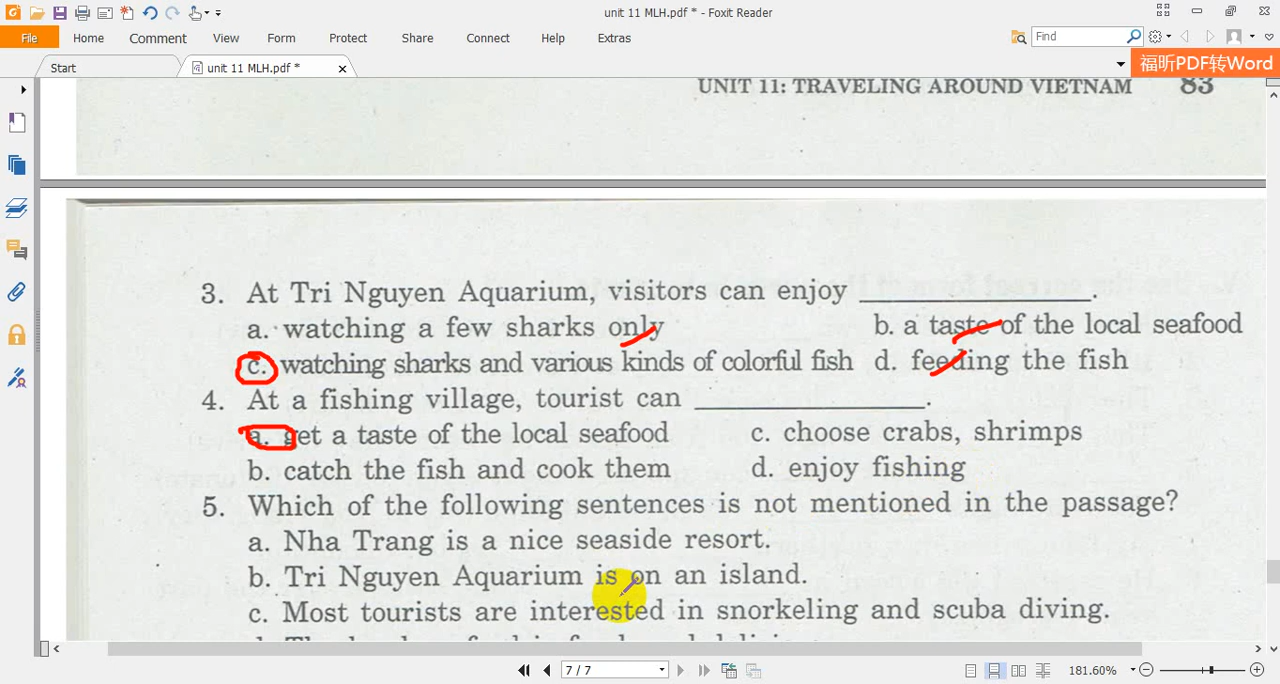 unit 11 MLH.pdf * - Foxit Reader
File Home Comment View Form Protect Share Connect Help Extras
Find
福昕PDF转Word
Start unit 11 MLH.pdf *
UNIT 11: TRAVELING AROUND VIETNAM 83
3. At Tri Nguyen Aquarium, visitors can enjoy ____________.
a. watching a few sharks only b. a taste of the local seafood
c. watching sharks and various kinds of colorful fish d. feeding the fish
4. At a fishing village, tourist can ____________.
a. get a taste of the local seafood c. choose crabs, shrimps
b. catch the fish and cook them d. enjoy fishing
5. Which of the following sentences is not mentioned in the passage?
a. Nha Trang is a nice seaside resort.
b. Tri Nguyen Aquarium is on an island.
c. Most tourists are interested in snorkeling and scuba diving.
7 / 7
181.60%